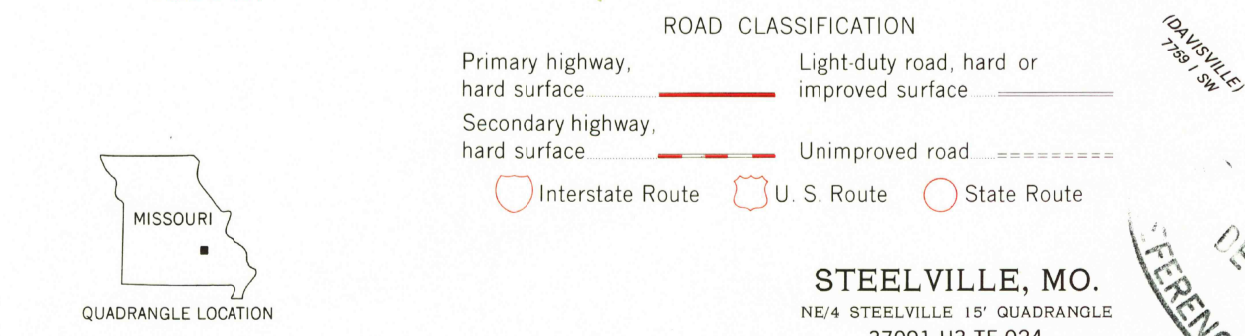 ROAD CLASSIFICATION
Primary highway,
hard surface
Light-duty road, hard or
improved surface
Secondary highway,
hard surface
Unimproved road
Interstate Route
U. S. Route
State Route
(DAVISVILLE)
7759 I SW
MISSOURI
QUADRANGLE LOCATION
STEELVILLE, MO.
NE/4 STEELVILLE 15' QUADRANGLE